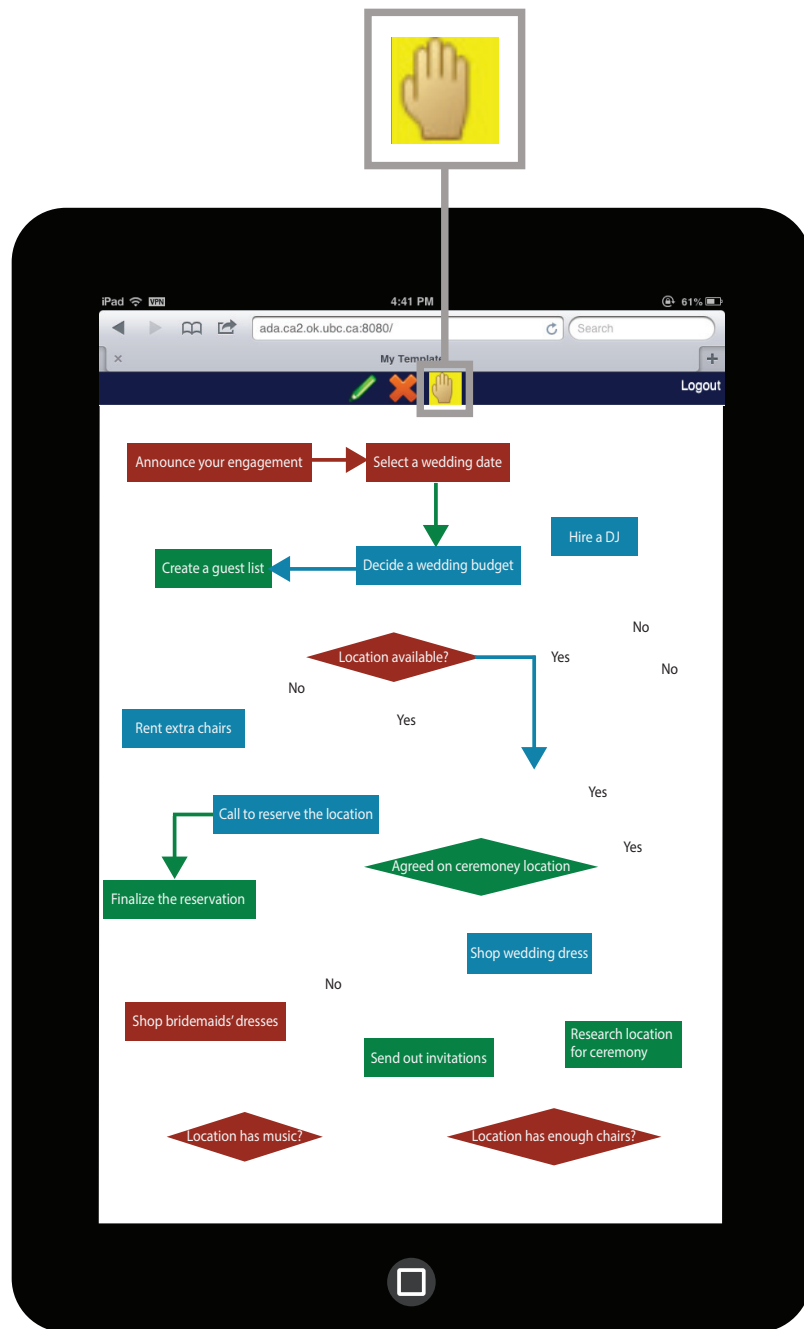 iPad VPN 4:41 PM 61%
ada.ca2.ok.ubc.ca:8080/ Search
My Template
Logout
Announce your engagement
Select a wedding date
Hire a DJ
Create a guest list
Decide a wedding budget
No
Location available?
Yes
No
No
Rent extra chairs
Yes
Yes
Call to reserve the location
Yes
Agreed on ceremoney location
Finalize the reservation
Shop wedding dress
No
Shop bridemaids' dresses
Research location
for ceremony
Send out invitations
Location has music?
Location has enough chairs?